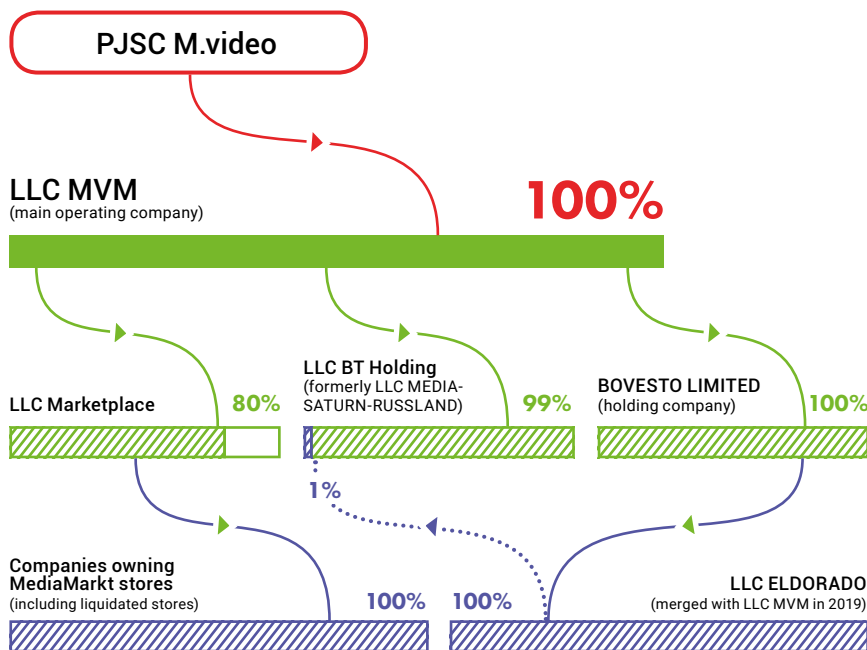 PJSC M.video
LLC MVM
(main operating company)
100%
LLC Marketplace
80%
LLC BT Holding
(formerly LLC MEDIA-
SATURN-RUSSLAND)
99%
BOVESTO LIMITED
(holding company)
100%
1%
Companies owning
MediaMarkt stores
(including liquidated stores)
100%
100%
LLC ELDORADO
(merged with LLC MVM in 2019)